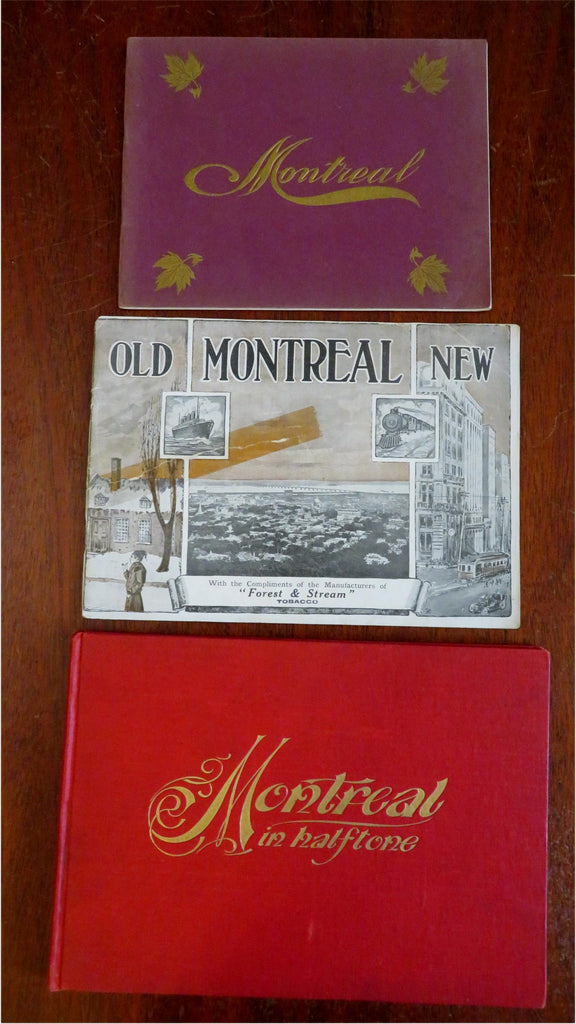 Montreal
OLD MONTREAL NEW
With the Compliments of the Manufacturers of
"Forest & Stream"
TOBACCO
Montreal
in halftone